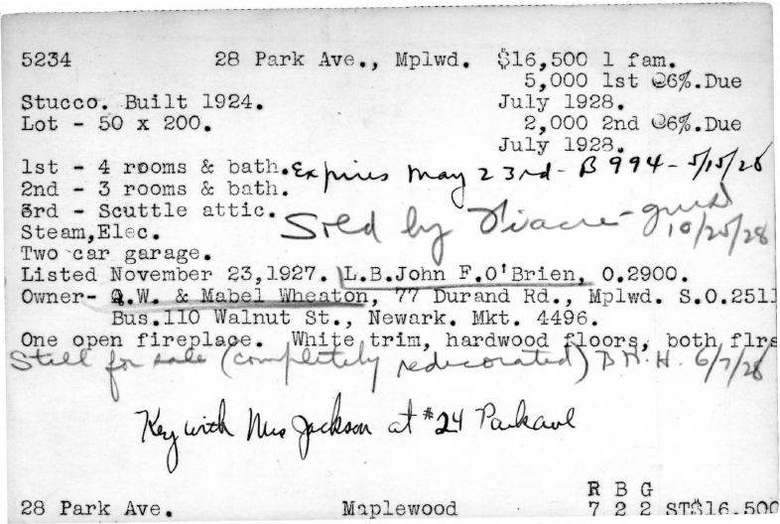 5234 28 Park Ave., Mplwd. $16,500 1 fam.
5,000 1st @6%.Due
Stucco. Built 1924. July 1928.
Lot - 50 x 200. 2,000 2nd @6%.Due
July 1928.
1st - 4 rooms & bath. Expires May 23rd - B 994 - 5/15/28
2nd - 3 rooms & bath.
3rd - Scuttle attic.
Sold by
Steam,Elec. 10/25/28
Two car garage.
Listed November 23,1927. L.B.John F.O'Brien, O.2900.
Owner- Q.W. & Mabel Wheaton, 77 Durand Rd., Mplwd. S.O.2511
Bus.110 Walnut St., Newark. Mkt. 4496.
One open fireplace. White trim, hardwood floors, both flrs
Still for sale (completely redecorated) B.N.H. 6/7/28
Key with Mrs Jackson at #24 Park ave
R B G
28 Park Ave. Maplewood 7 2 2 ST$16,500